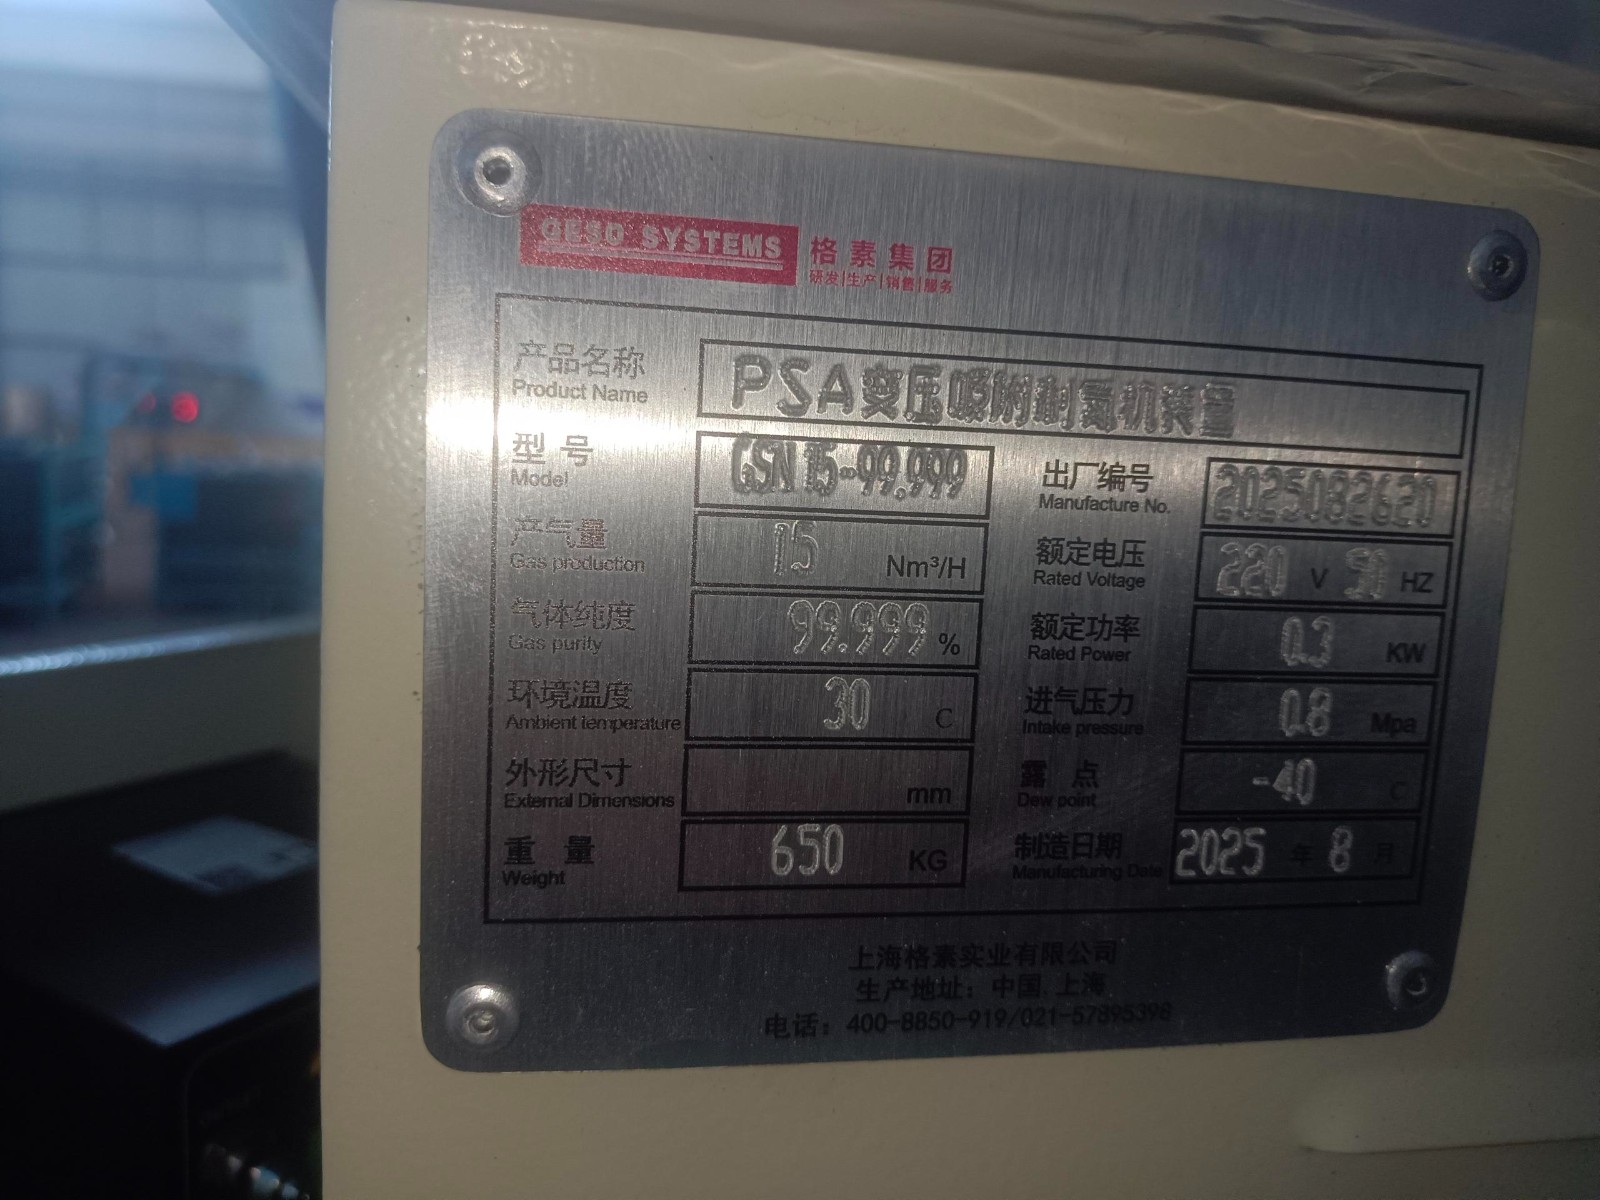 GESO SYSTEMS 格素集团
研发|生产|销售|服务
产品名称 PSA变压吸附制氮机装置
Product Name
型号 GSN 15-99.999 出厂编号 2025082620
Model Manufacture No.
产气量 15 Nm³/H 额定电压 220 V 50 HZ
Gas production Rated Voltage
气体纯度 99.999 % 额定功率 0.3 KW
Gas purity Rated Power
环境温度 30 C 进气压力 0.8 Mpa
Ambient temperature Intake pressure
外形尺寸 mm 露点 -40 C
External Dimensions Dew point
重量 650 KG 制造日期 2025 年 8 月
Weight Manufacturing Date
上海格素实业有限公司
生产地址：中国.上海
电话：400-8850-919/021-57895398